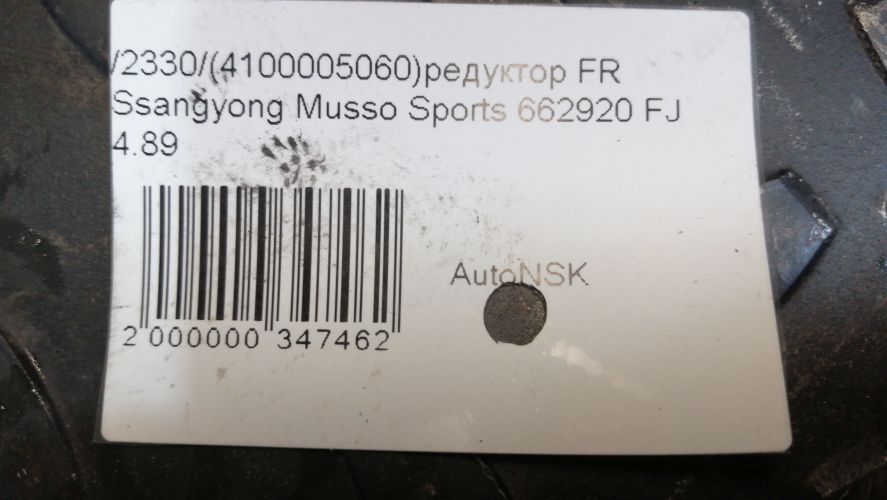 /2330/(4100005060)редуктор FR
Ssangyong Musso Sports 662920 FJ
4.89
AutoNSK
2 000000 347462